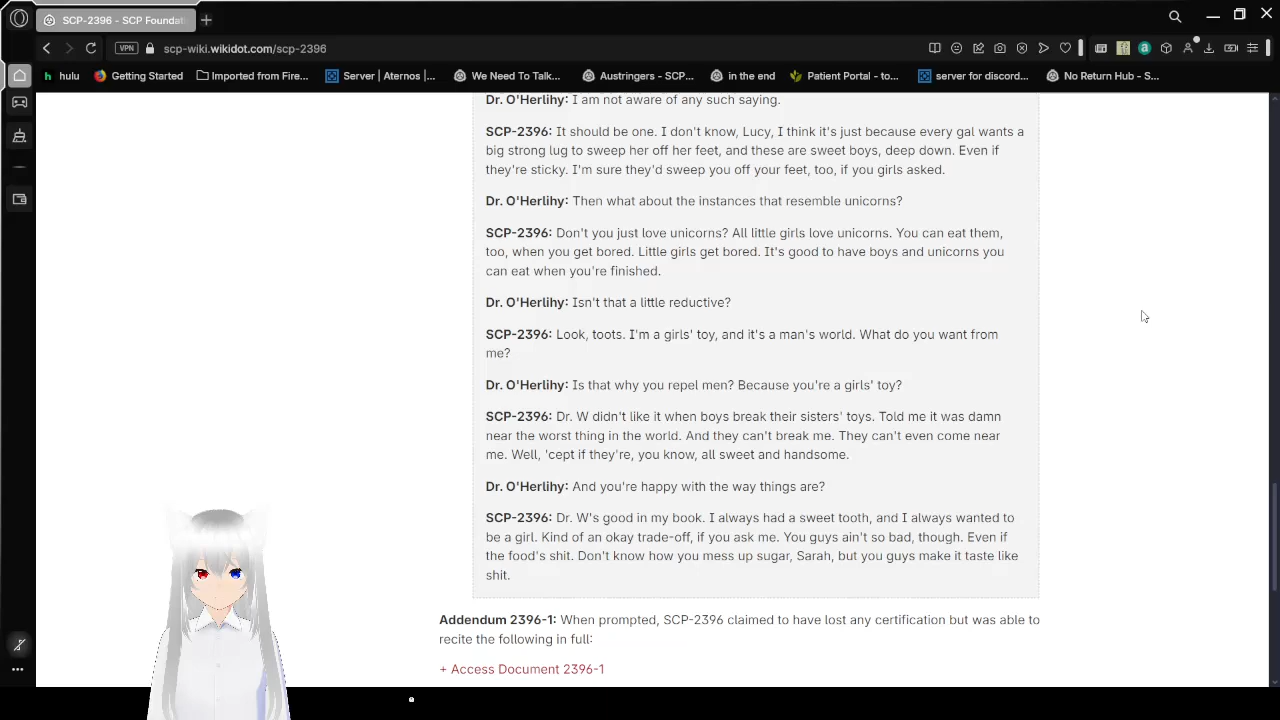 SCP-2396 - SCP Foundat
VPN
scp-wiki.wikidot.com/scp-2396
h hulu
Getting Started
Imported from Fire...
Server | Aternos |...
We Need To Talk...
Austringers - SCP...
in the end
Patient Portal - to...
server for discord...
No Return Hub - S...
Dr. O'Herlihy: I am not aware of any such saying.
SCP-2396: It should be one. I don't know, Lucy, I think it's just because every gal wants a
big strong lug to sweep her off her feet, and these are sweet boys, deep down. Even if
they're sticky. I'm sure they'd sweep you off your feet, too, if you girls asked.
Dr. O'Herlihy: Then what about the instances that resemble unicorns?
SCP-2396: Don't you just love unicorns? All little girls love unicorns. You can eat them,
too, when you get bored. Little girls get bored. It's good to have boys and unicorns you
can eat when you're finished.
Dr. O'Herlihy: Isn't that a little reductive?
SCP-2396: Look, toots. I'm a girls' toy, and it's a man's world. What do you want from
me?
Dr. O'Herlihy: Is that why you repel men? Because you're a girls' toy?
SCP-2396: Dr. W didn't like it when boys break their sisters' toys. Told me it was damn
near the worst thing in the world. And they can't break me. They can't even come near
me. Well, 'cept if they're, you know, all sweet and handsome.
Dr. O'Herlihy: And you're happy with the way things are?
SCP-2396: Dr. W's good in my book. I always had a sweet tooth, and I always wanted to
be a girl. Kind of an okay trade-off, if you ask me. You guys ain't so bad, though. Even if
the food's shit. Don't know how you mess up sugar, Sarah, but you guys make it taste like
shit.
Addendum 2396-1: When prompted, SCP-2396 claimed to have lost any certification but was able to
recite the following in full:
+ Access Document 2396-1